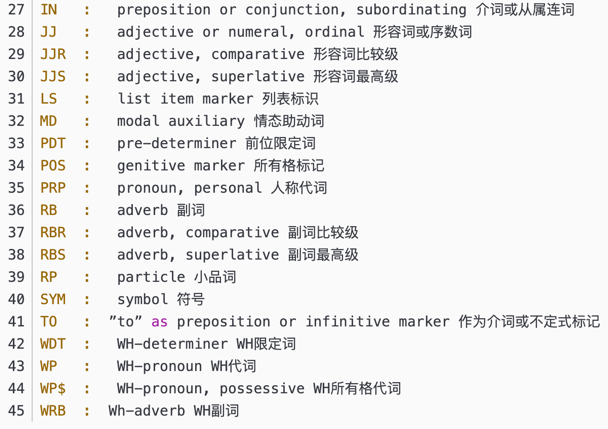 27 IN  :   preposition or conjunction, subordinating 介词或从属连词
28 JJ  :   adjective or numeral, ordinal 形容词或序数词
29 JJR :   adjective, comparative 形容词比较级
30 JJS :   adjective, superlative 形容词最高级
31 LS  :   list item marker 列表标识
32 MD  :   modal auxiliary 情态助动词
33 PDT :   pre-determiner 前位限定词
34 POS :   genitive marker 所有格标记
35 PRP :   pronoun, personal 人称代词
36 RB  :   adverb 副词
37 RBR :   adverb, comparative 副词比较级
38 RBS :   adverb, superlative 副词最高级
39 RP  :   particle 小品词
40 SYM :   symbol 符号
41 TO  :  ”to” as preposition or infinitive marker 作为介词或不定式标记
42 WDT :   WH-determiner WH限定词
43 WP  :   WH-pronoun WH代词
44 WP$ :   WH-pronoun, possessive WH所有格代词
45 WRB :  Wh-adverb WH副词